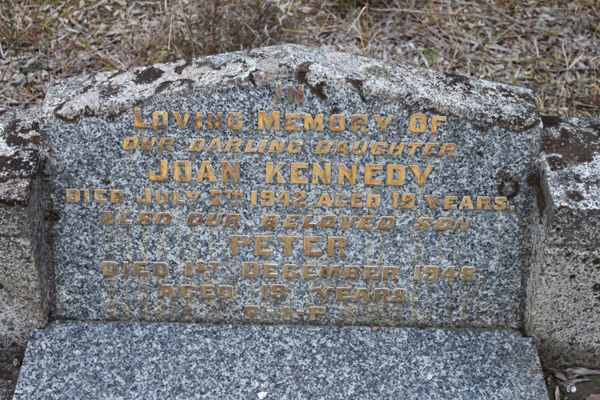 IN
LOVING MEMORY OF
OUR DARLING DAUGHTER
JOAN KENNEDY
DIED JULY 2ND 1942. AGED 19 YEARS.
ALSO OUR BELOVED SON
PETER
DIED 1ST DECEMBER 1948.
AGED 19 YEARS.
R.I.P